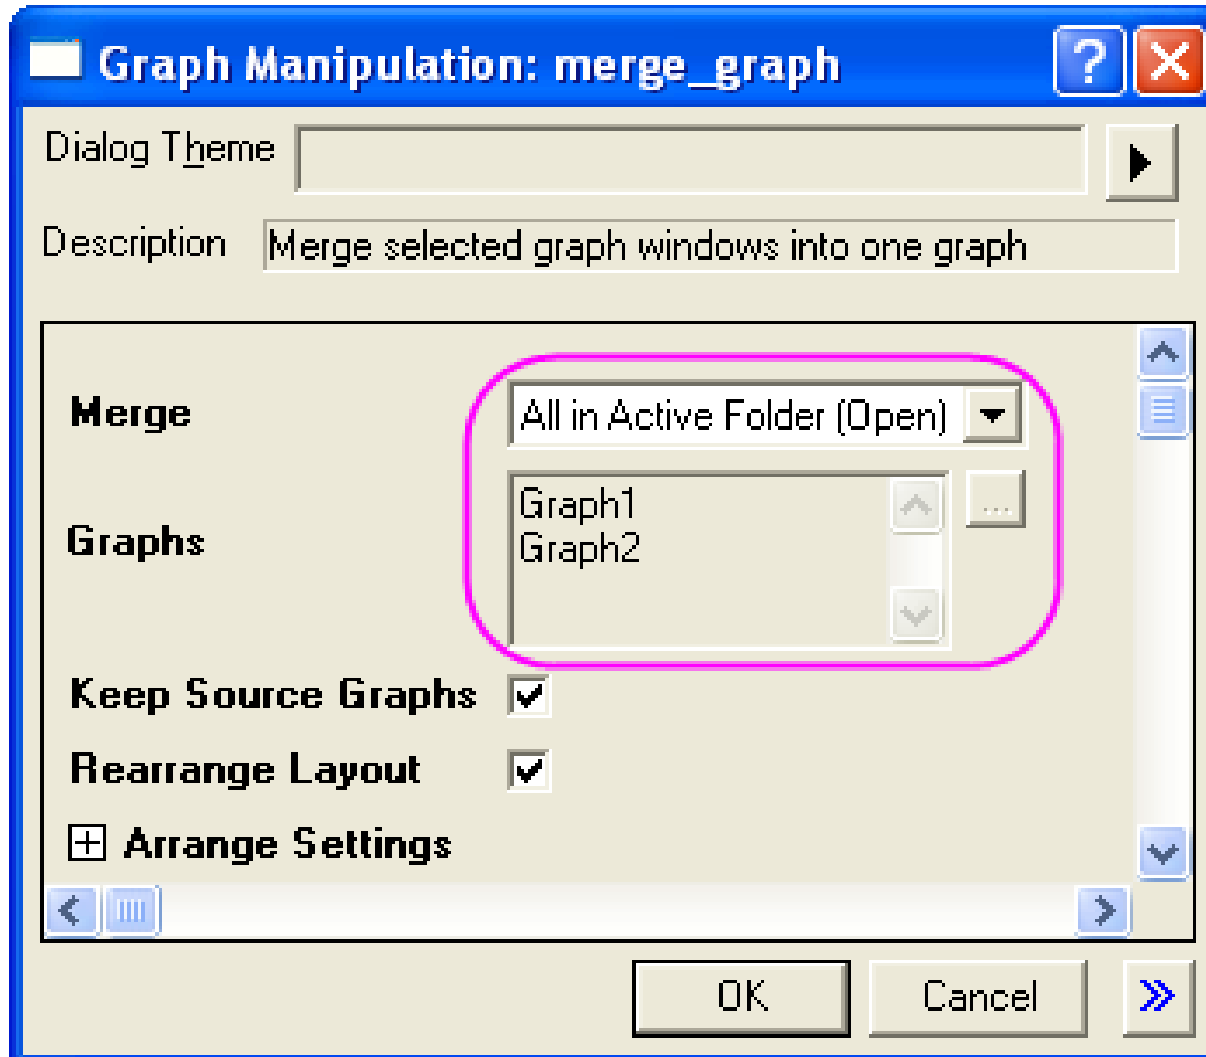 Graph Manipulation: merge_graph
Dialog Theme
Description Merge selected graph windows into one graph
Merge All in Active Folder (Open)
Graphs
Graph1
Graph2
...
Keep Source Graphs
Rearrange Layout
Arrange Settings
OK Cancel